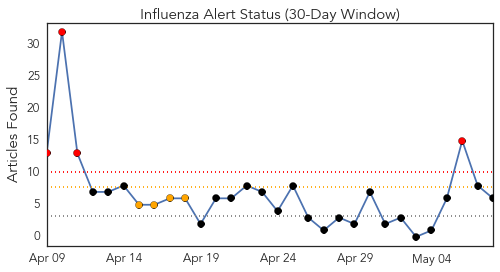 Influenza Alert Status (30-Day Window)
Articles Found
30
25
20
15
10
5
0
Apr 09
Apr 14
Apr 19
Apr 24
Apr 29
May 04